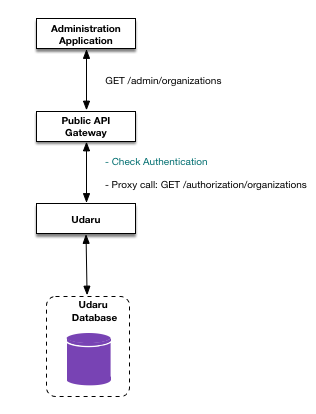 Administration
Application
GET /admin/organizations
Public API
Gateway
- Check Authentication
- Proxy call: GET /authorization/organizations
Udaru
Udaru
Database